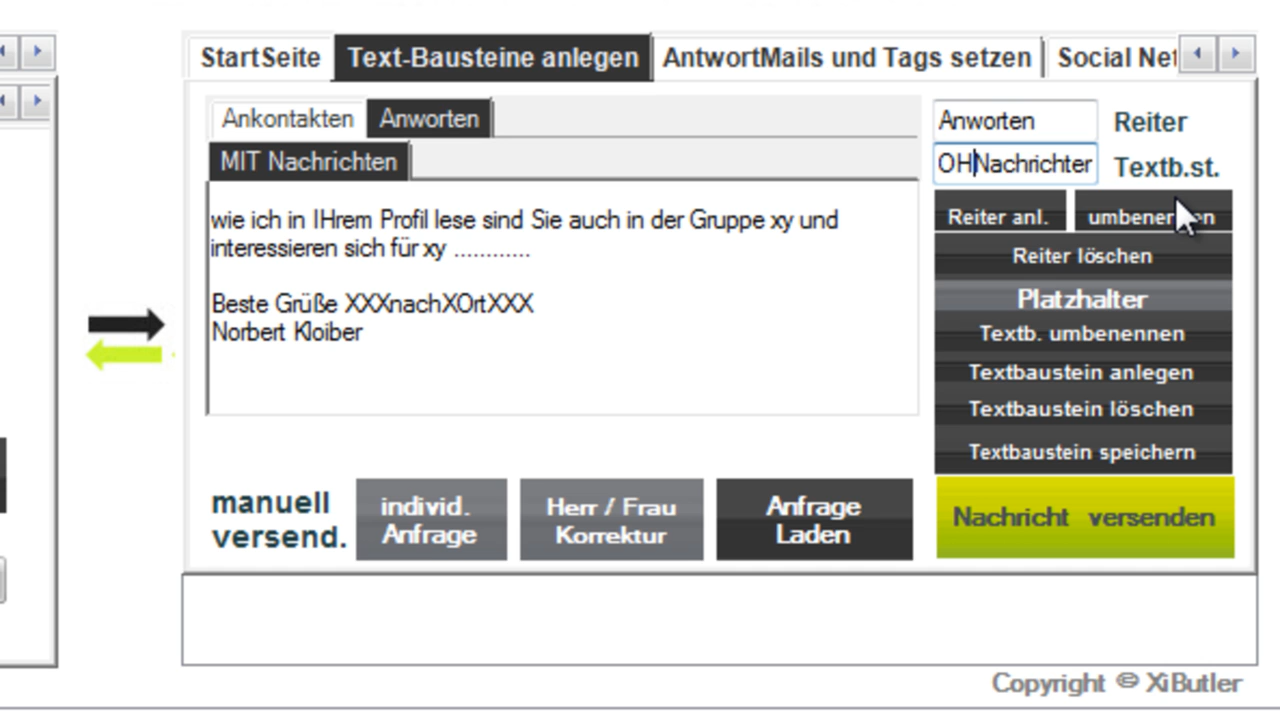 StartSeite Text-Bausteine anlegen AntwortMails und Tags setzen Social Net
Ankontakten Anworten
Anworten Reiter
MIT Nachrichten
OHNachrichter Textb.st.
wie ich in IHrem Profil lese sind Sie auch in der Gruppe xy und
interessieren sich für xy ............
Beste Grüße XXXnachXOrtXXX
Norbert Kloiber
Reiter anl.
Reiter löschen
Platzhalter
Textb. umbenennen
Textbaustein anlegen
Textbaustein löschen
Textbaustein speichern
manuell
versend.
individ.
Anfrage
Herr / Frau
Korrektur
Anfrage
Laden
Nachricht versenden
Copyright © XiButler